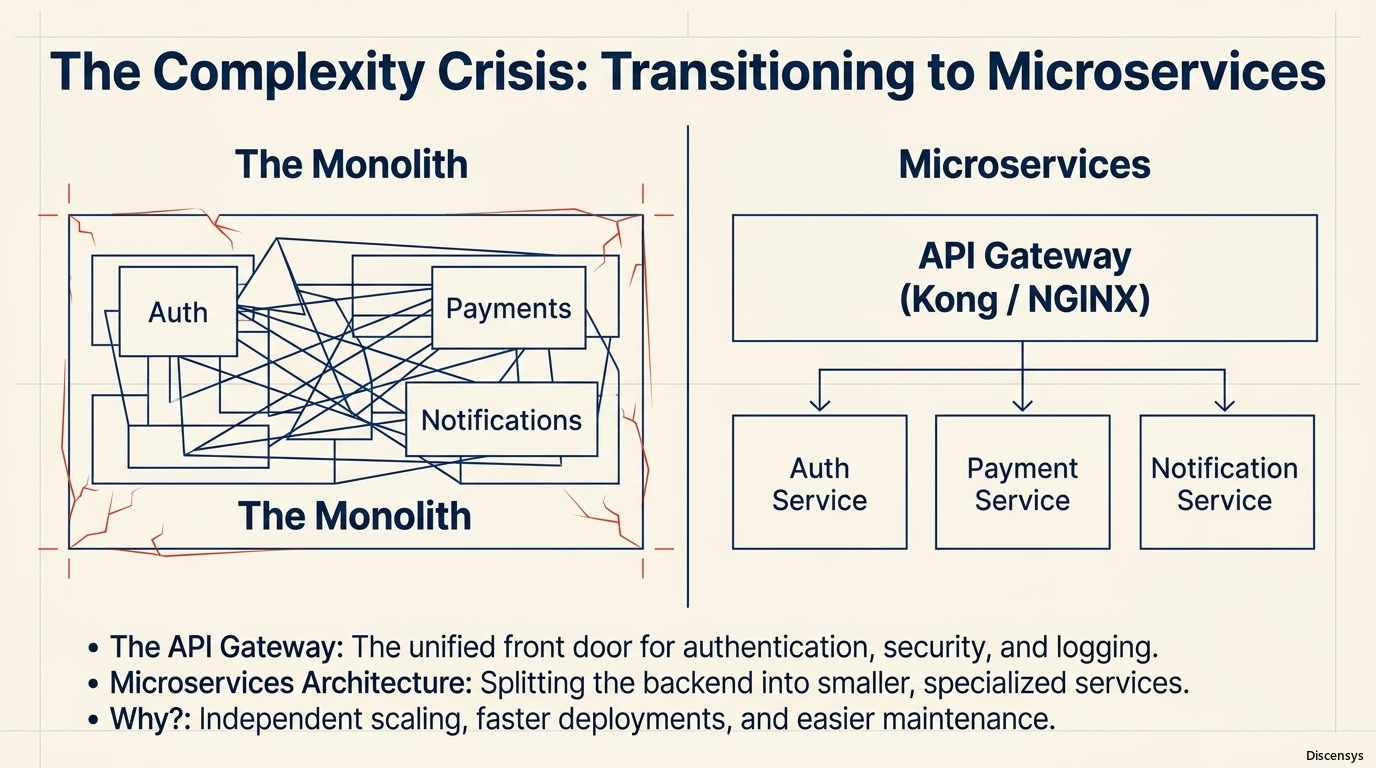 The Complexity Crisis: Transitioning to Microservices
The Monolith
Auth
Payments
Notifications
The Monolith
Microservices
API Gateway
(Kong / NGINX)
Auth
Service
Payment
Service
Notification
Service
• The API Gateway: The unified front door for authentication, security, and logging.
• Microservices Architecture: Splitting the backend into smaller, specialized services.
• Why?: Independent scaling, faster deployments, and easier maintenance.
Discensys